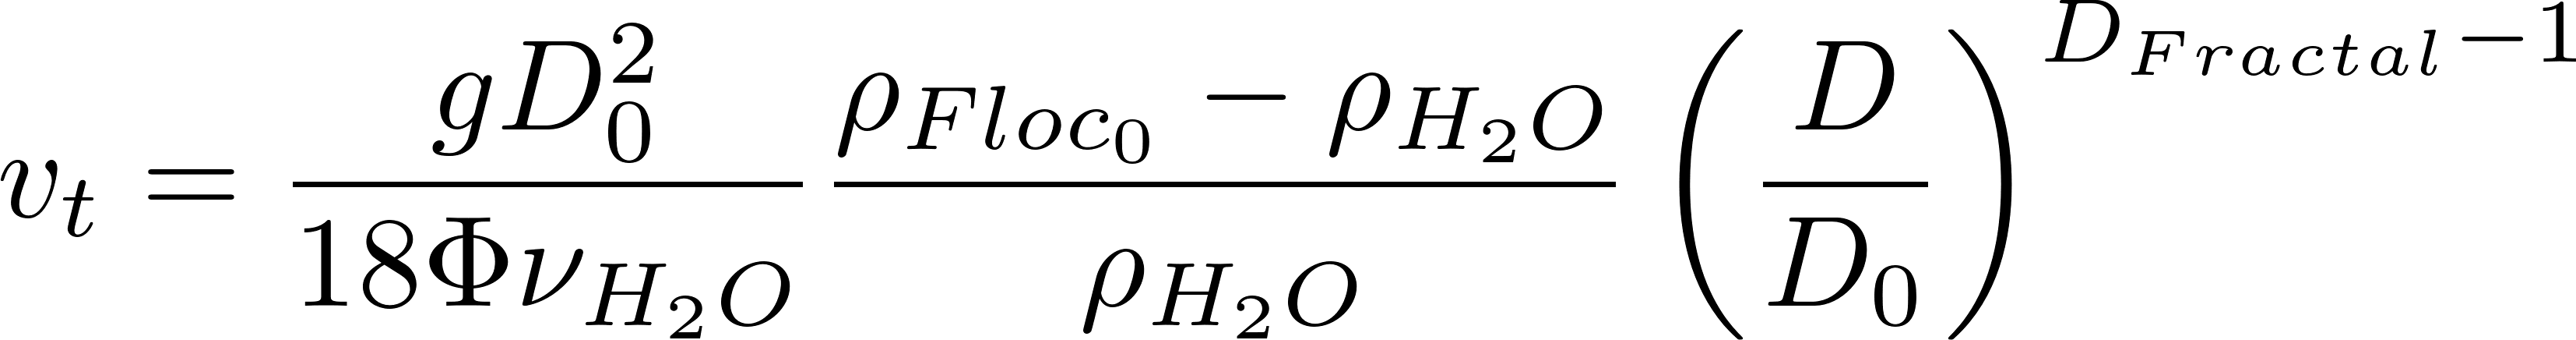 v_t = \frac{g D_0^2}{18 \Phi \nu_{H_2O}} \frac{\rho_{Floc_0} - \rho_{H_2O}}{\rho_{H_2O}} \left( \frac{D}{D_0} \right)^{D_{Fractal} - 1}